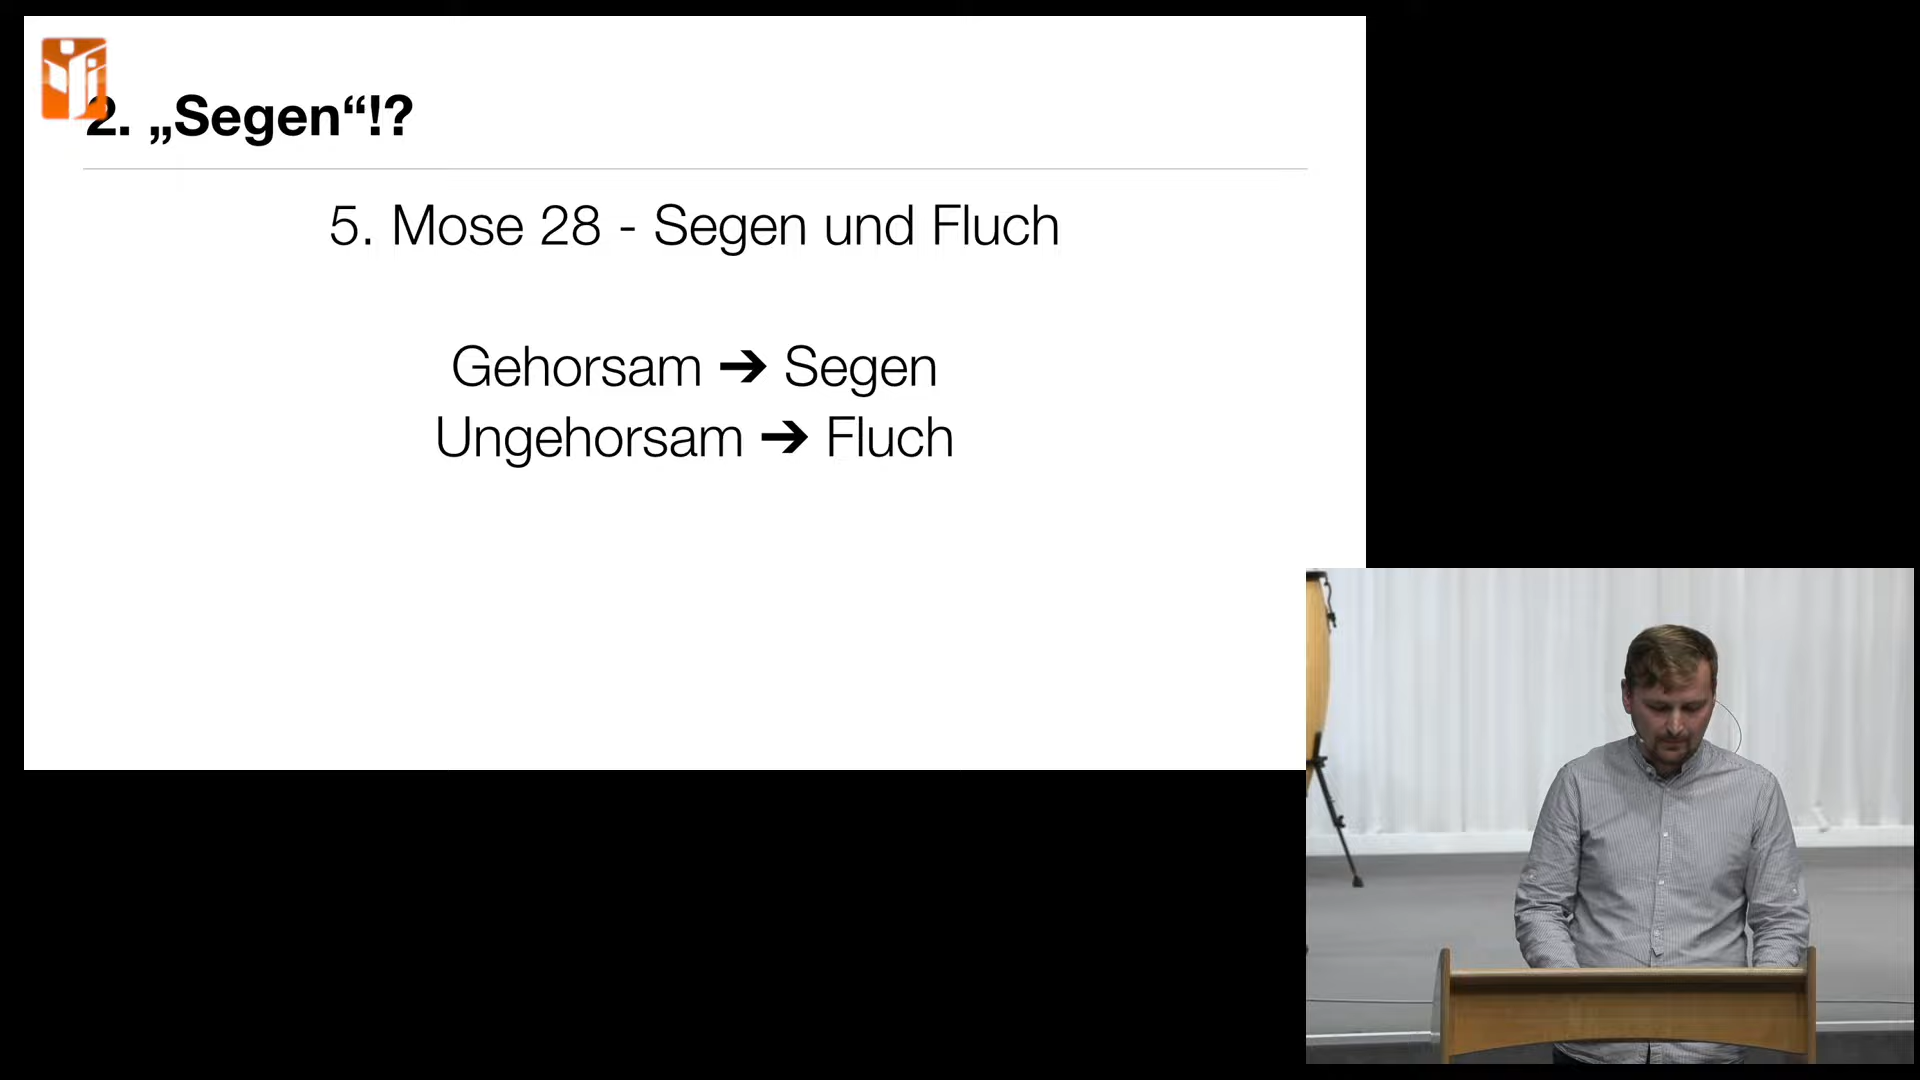 2. „Segen“!?
5. Mose 28 - Segen und Fluch
Gehorsam ➔ Segen
Ungehorsam ➔ Fluch